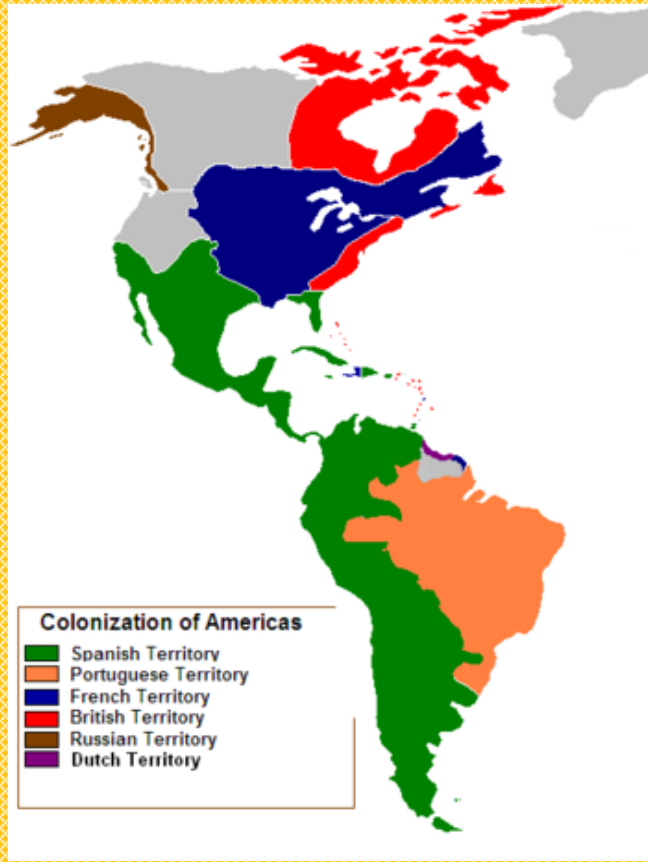 Colonization of Americas
Spanish Territory
Portuguese Territory
French Territory
British Territory
Russian Territory
Dutch Territory